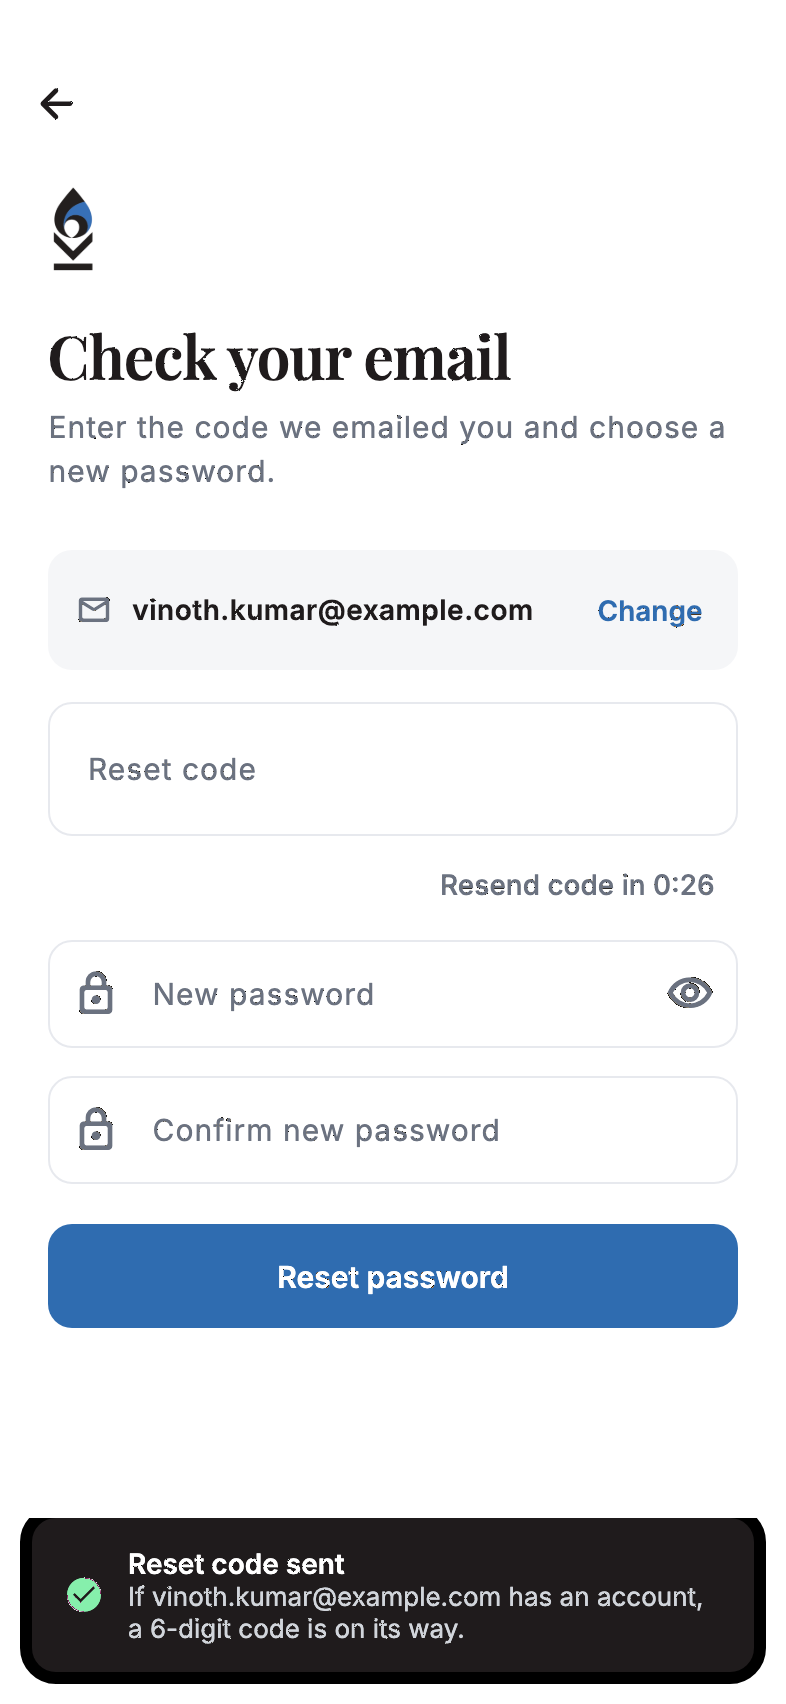 Check your email
Enter the code we emailed you and choose a
new password.
vinoth.kumar@example.com
Change
Reset code
Resend code in 0:26
New password
Confirm new password
Reset password
Reset code sent
If vinoth.kumar@example.com has an account,
a 6-digit code is on its way.